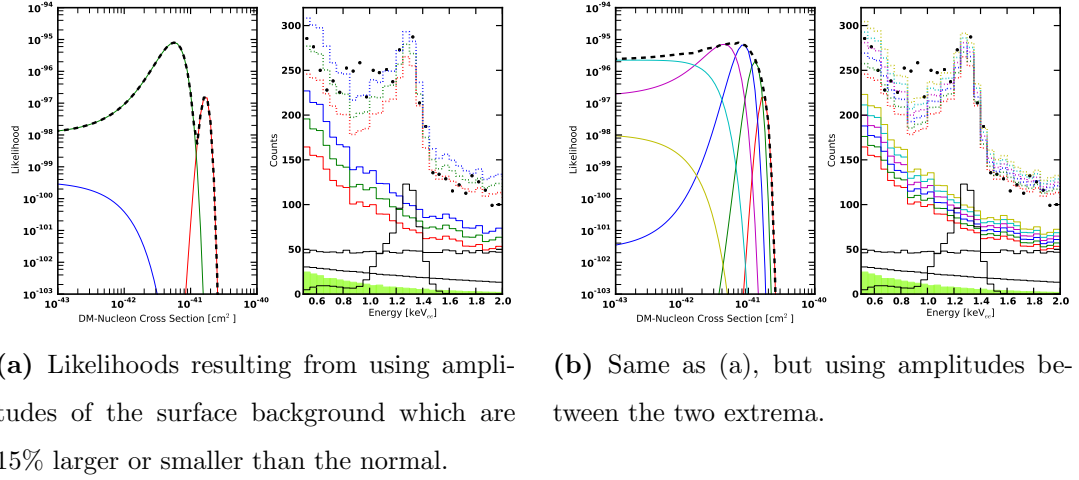 10⁻⁹⁴
10⁻⁹⁵
10⁻⁹⁶
10⁻⁹⁷
10⁻⁹⁸
10⁻⁹⁹
10⁻¹⁰⁰
10⁻¹⁰¹
10⁻¹⁰²
10⁻¹⁰³
Likelihood
10⁻⁴³ 10⁻⁴² 10⁻⁴¹ 10⁻⁴⁰
DM-Nucleon Cross Section [cm² ]
300
250
200
150
100
50
0
Counts
0.6 0.8 1.0 1.2 1.4 1.6 1.8 2.0
Energy [keVₑₑ]
10⁻⁹⁴
10⁻⁹⁵
10⁻⁹⁶
10⁻⁹⁷
10⁻⁹⁸
10⁻⁹⁹
10⁻¹⁰⁰
10⁻¹⁰¹
10⁻¹⁰²
10⁻¹⁰³
Likelihood
10⁻⁴³ 10⁻⁴² 10⁻⁴¹ 10⁻⁴⁰
DM-Nucleon Cross Section [cm² ]
300
250
200
150
100
50
0
Counts
0.6 0.8 1.0 1.2 1.4 1.6 1.8 2.0
Energy [keVₑₑ]
(a) Likelihoods resulting from using ampli-
tudes of the surface background which are
15% larger or smaller than the normal.
(b) Same as (a), but using amplitudes be-
tween the two extrema.